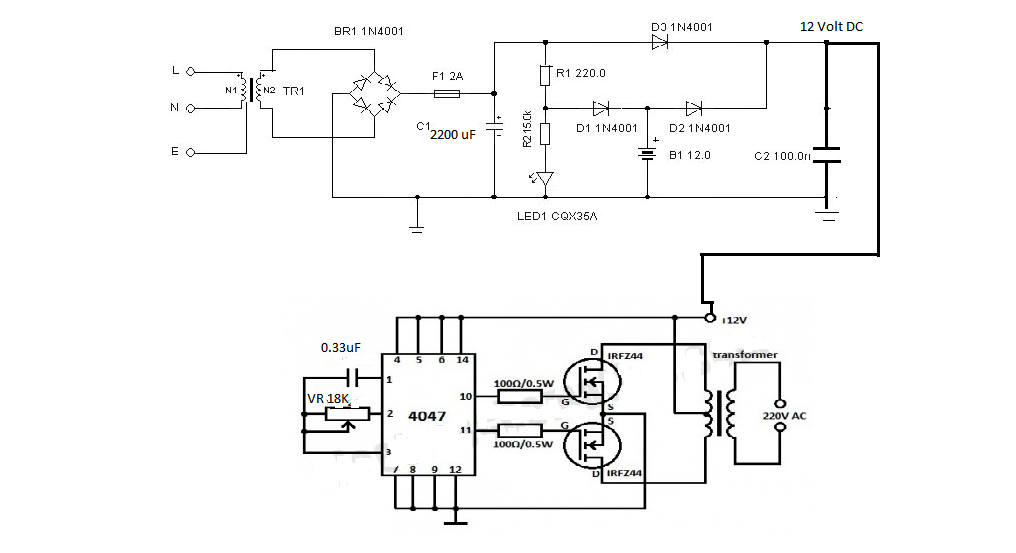 BR1 1N4001
D3 1N4001
12 Volt DC
L
N1
N2
TR1
F1 2A
R1 220.0
N
C1
2200 uF
+
-
R2 15.0k
D1 1N4001
D2 1N4001
+
B1 12.0
C2 100.0n
E
LED1 CQX35A
+12V
0.33uF
4
5
6
14
D
IRFZ44
transformer
1
100Ω/0.5W
VR 18K
10
G
S
2
4047
220V AC
11
G
S
100Ω/0.5W
3
7
8
9
12
D
IRFZ44